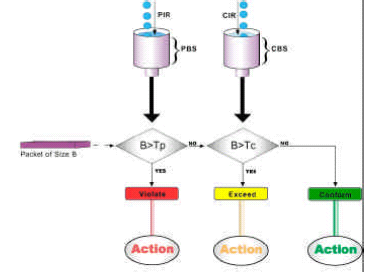 PIR
CIR
PBS
CBS
B>Tp
NO
B>Tc
NO
Packet of Size B
YES
YES
Violate
Exceed
Conform
Action
Action
Action